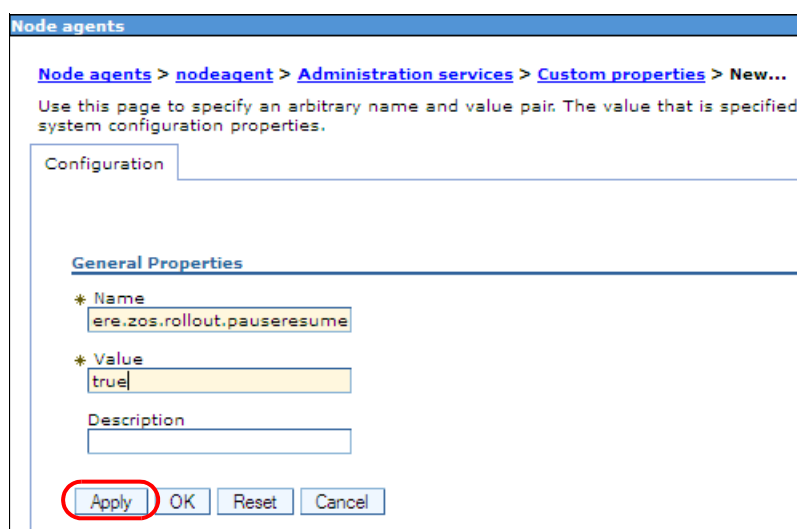 Node agents
Node agents > nodeagent > Administration services > Custom properties > New...
Use this page to specify an arbitrary name and value pair. The value that is specified
system configuration properties.
Configuration
General Properties
* Name
ere.zos.rollout.pauseresume
* Value
true
Description
Apply OK Reset Cancel